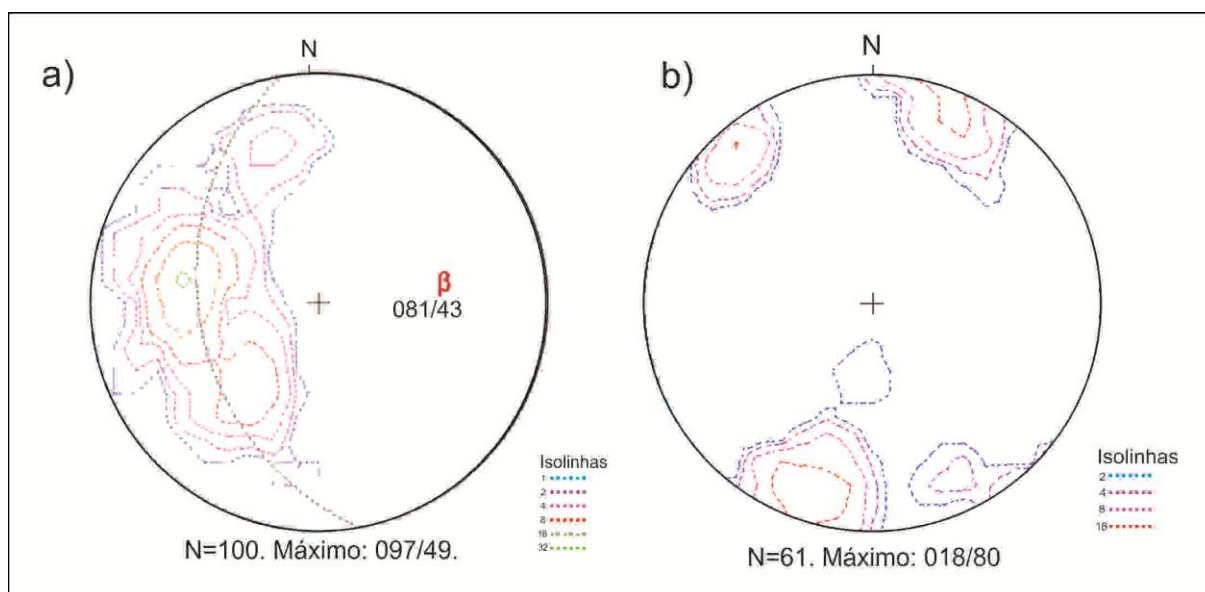 a)
N
β
081/43
Isolinhas
1
2
4
8
16
32
N=100. Máximo: 097/49.
b)
N
Isolinhas
2
4
8
16
N=61. Máximo: 018/80